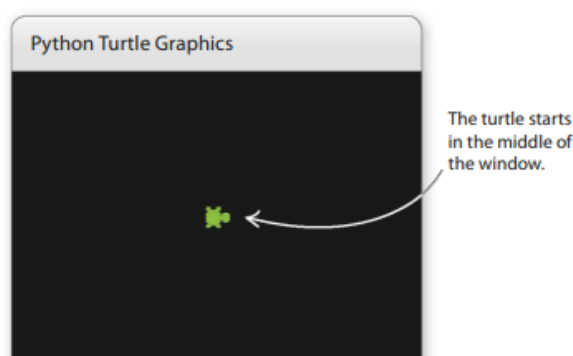 Python Turtle Graphics
The turtle starts
in the middle of
the window.